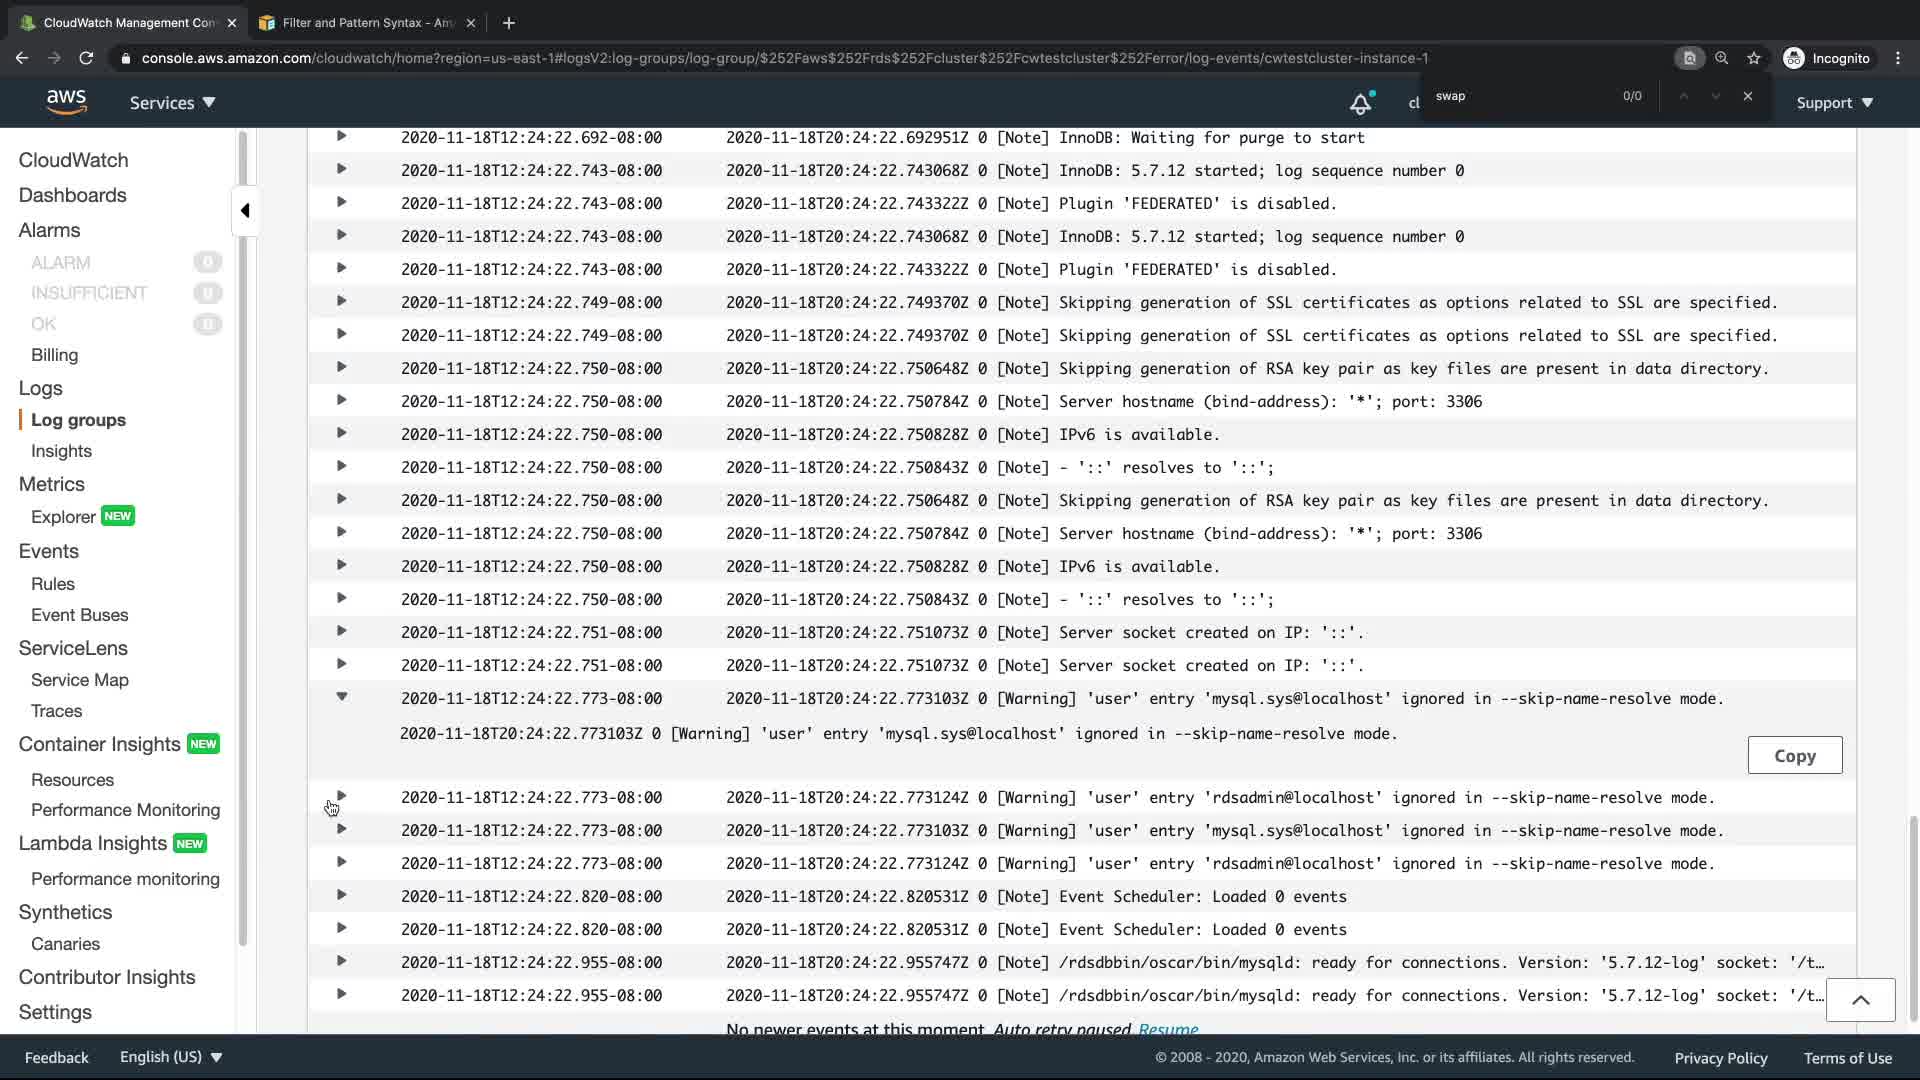 CloudWatch Management Con
Filter and Pattern Syntax - Am
console.aws.amazon.com/cloudwatch/home?region=us-east-1#logsV2:log-groups/log-group/$252Faws$252Frds$252Fcluster$252Fcwtestcluster$252Ferror/log-events/cwtestcluster-instance-1
Incognito
aws
Services
cl
swap
0/0
Support
CloudWatch
Dashboards
Alarms
ALARM 0
INSUFFICIENT 0
OK 0
Billing
Logs
Log groups
Insights
Metrics
Explorer NEW
Events
Rules
Event Buses
ServiceLens
Service Map
Traces
Container Insights NEW
Resources
Performance Monitoring
Lambda Insights NEW
Performance monitoring
Synthetics
Canaries
Contributor Insights
Settings
2020-11-18T12:24:22.692-08:00 2020-11-18T20:24:22.692951Z 0 [Note] InnoDB: Waiting for purge to start
2020-11-18T12:24:22.743-08:00 2020-11-18T20:24:22.743068Z 0 [Note] InnoDB: 5.7.12 started; log sequence number 0
2020-11-18T12:24:22.743-08:00 2020-11-18T20:24:22.743322Z 0 [Note] Plugin 'FEDERATED' is disabled.
2020-11-18T12:24:22.743-08:00 2020-11-18T20:24:22.743068Z 0 [Note] InnoDB: 5.7.12 started; log sequence number 0
2020-11-18T12:24:22.743-08:00 2020-11-18T20:24:22.743322Z 0 [Note] Plugin 'FEDERATED' is disabled.
2020-11-18T12:24:22.749-08:00 2020-11-18T20:24:22.749370Z 0 [Note] Skipping generation of SSL certificates as options related to SSL are specified.
2020-11-18T12:24:22.749-08:00 2020-11-18T20:24:22.749370Z 0 [Note] Skipping generation of SSL certificates as options related to SSL are specified.
2020-11-18T12:24:22.750-08:00 2020-11-18T20:24:22.750648Z 0 [Note] Skipping generation of RSA key pair as key files are present in data directory.
2020-11-18T12:24:22.750-08:00 2020-11-18T20:24:22.750784Z 0 [Note] Server hostname (bind-address): '*'; port: 3306
2020-11-18T12:24:22.750-08:00 2020-11-18T20:24:22.750828Z 0 [Note] IPv6 is available.
2020-11-18T12:24:22.750-08:00 2020-11-18T20:24:22.750843Z 0 [Note] - '::' resolves to '::';
2020-11-18T12:24:22.750-08:00 2020-11-18T20:24:22.750648Z 0 [Note] Skipping generation of RSA key pair as key files are present in data directory.
2020-11-18T12:24:22.750-08:00 2020-11-18T20:24:22.750784Z 0 [Note] Server hostname (bind-address): '*'; port: 3306
2020-11-18T12:24:22.750-08:00 2020-11-18T20:24:22.750828Z 0 [Note] IPv6 is available.
2020-11-18T12:24:22.750-08:00 2020-11-18T20:24:22.750843Z 0 [Note] - '::' resolves to '::';
2020-11-18T12:24:22.751-08:00 2020-11-18T20:24:22.751073Z 0 [Note] Server socket created on IP: '::'.
2020-11-18T12:24:22.751-08:00 2020-11-18T20:24:22.751073Z 0 [Note] Server socket created on IP: '::'.
2020-11-18T12:24:22.773-08:00 2020-11-18T20:24:22.773103Z 0 [Warning] 'user' entry 'mysql.sys@localhost' ignored in --skip-name-resolve mode.
2020-11-18T20:24:22.773103Z 0 [Warning] 'user' entry 'mysql.sys@localhost' ignored in --skip-name-resolve mode.
Copy
2020-11-18T12:24:22.773-08:00 2020-11-18T20:24:22.773124Z 0 [Warning] 'user' entry 'rdsadmin@localhost' ignored in --skip-name-resolve mode.
2020-11-18T12:24:22.773-08:00 2020-11-18T20:24:22.773103Z 0 [Warning] 'user' entry 'mysql.sys@localhost' ignored in --skip-name-resolve mode.
2020-11-18T12:24:22.773-08:00 2020-11-18T20:24:22.773124Z 0 [Warning] 'user' entry 'rdsadmin@localhost' ignored in --skip-name-resolve mode.
2020-11-18T12:24:22.820-08:00 2020-11-18T20:24:22.820531Z 0 [Note] Event Scheduler: Loaded 0 events
2020-11-18T12:24:22.820-08:00 2020-11-18T20:24:22.820531Z 0 [Note] Event Scheduler: Loaded 0 events
2020-11-18T12:24:22.955-08:00 2020-11-18T20:24:22.955747Z 0 [Note] /rdsdbbin/oscar/bin/mysqld: ready for connections. Version: '5.7.12-log' socket: '/t…
2020-11-18T12:24:22.955-08:00 2020-11-18T20:24:22.955747Z 0 [Note] /rdsdbbin/oscar/bin/mysqld: ready for connections. Version: '5.7.12-log' socket: '/t…
No newer events at this moment. Auto retry paused. Resume
Feedback
English (US)
© 2008 - 2020, Amazon Web Services, Inc. or its affiliates. All rights reserved.
Privacy Policy
Terms of Use